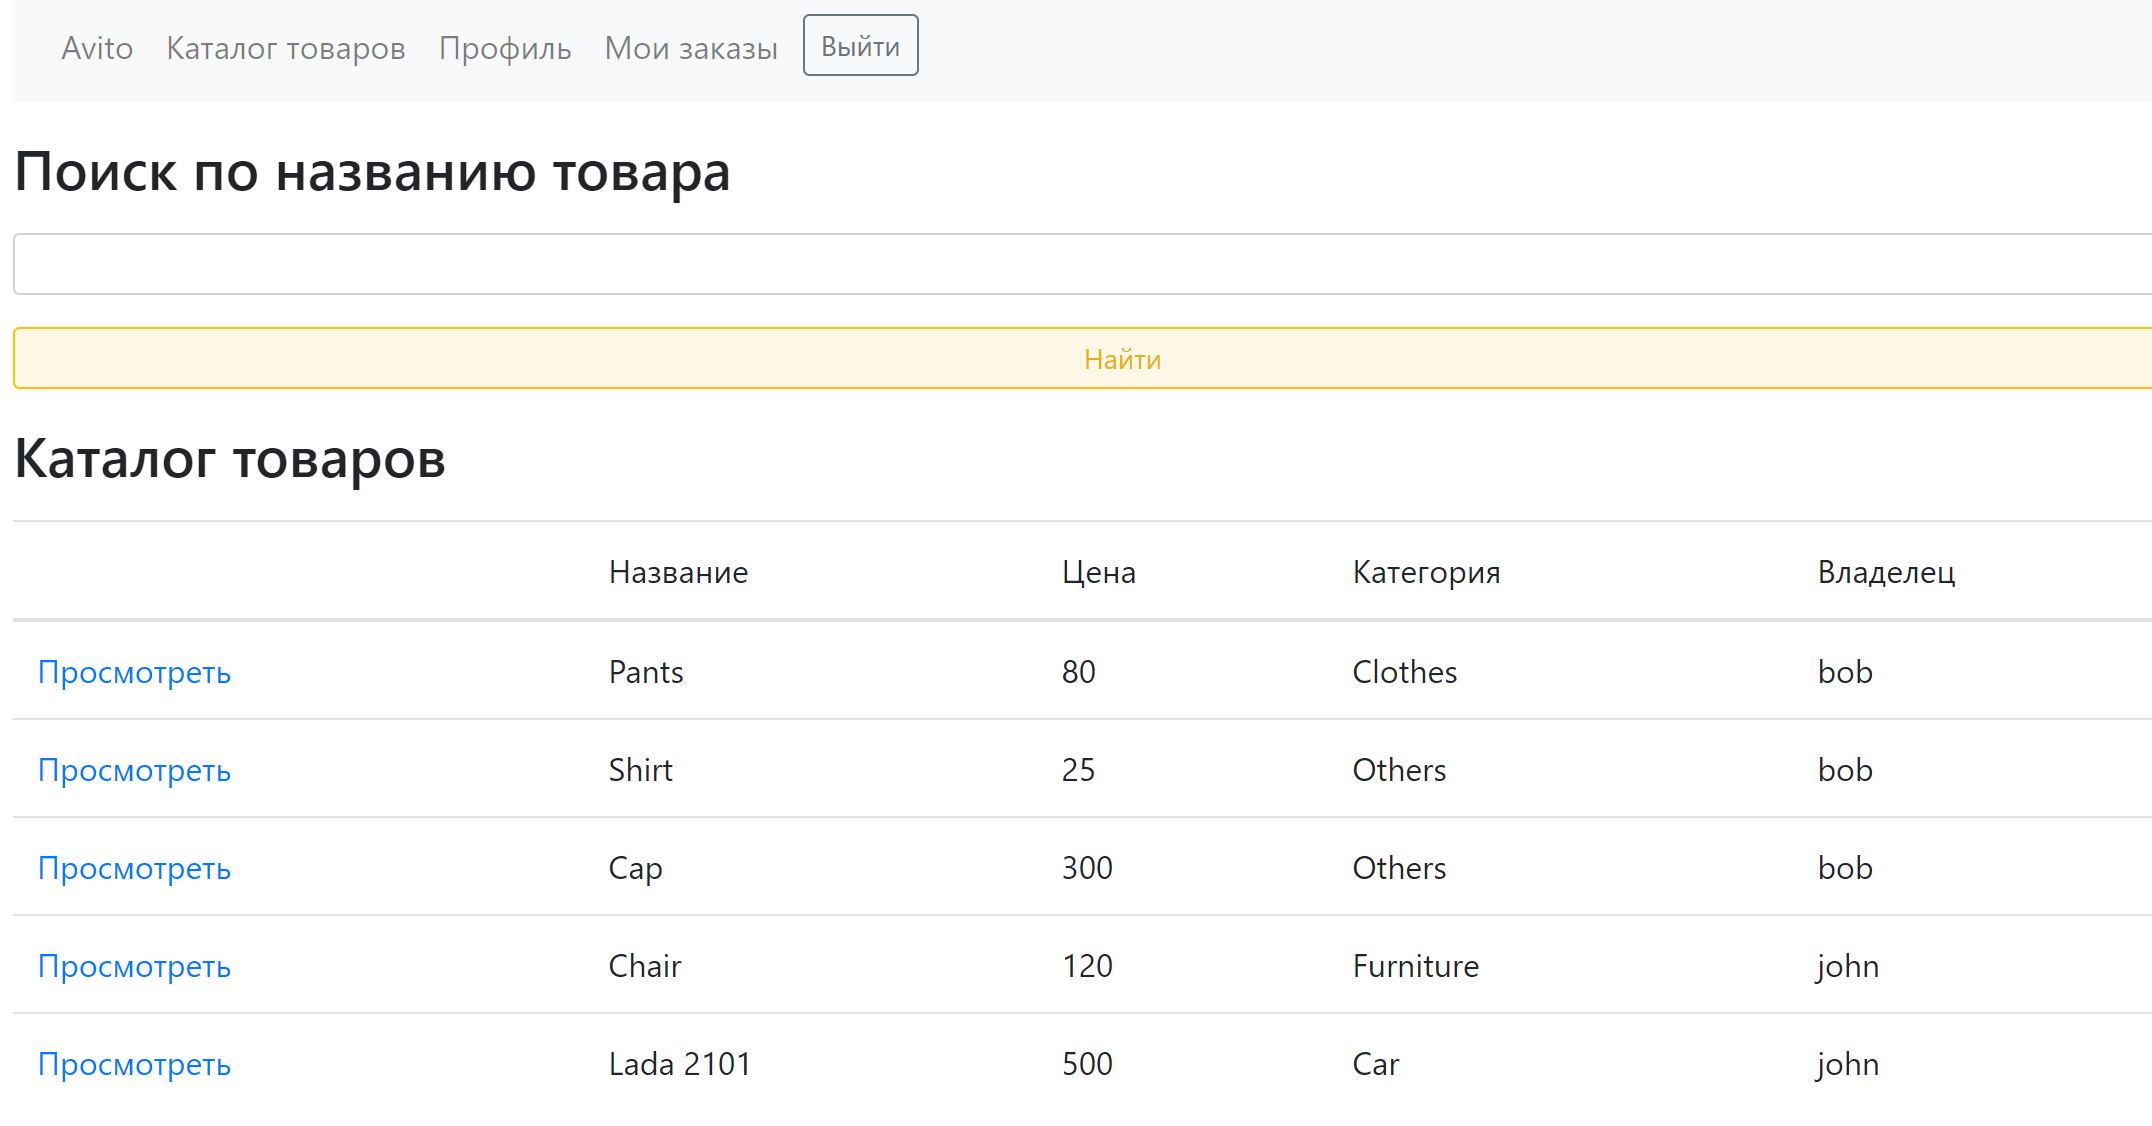 Avito Каталог товаров Профиль Мои заказы Выйти
Поиск по названию товара
Найти
Каталог товаров
Название Цена Категория Владелец
Просмотреть Pants 80 Clothes bob
Просмотреть Shirt 25 Others bob
Просмотреть Cap 300 Others bob
Просмотреть Chair 120 Furniture john
Просмотреть Lada 2101 500 Car john